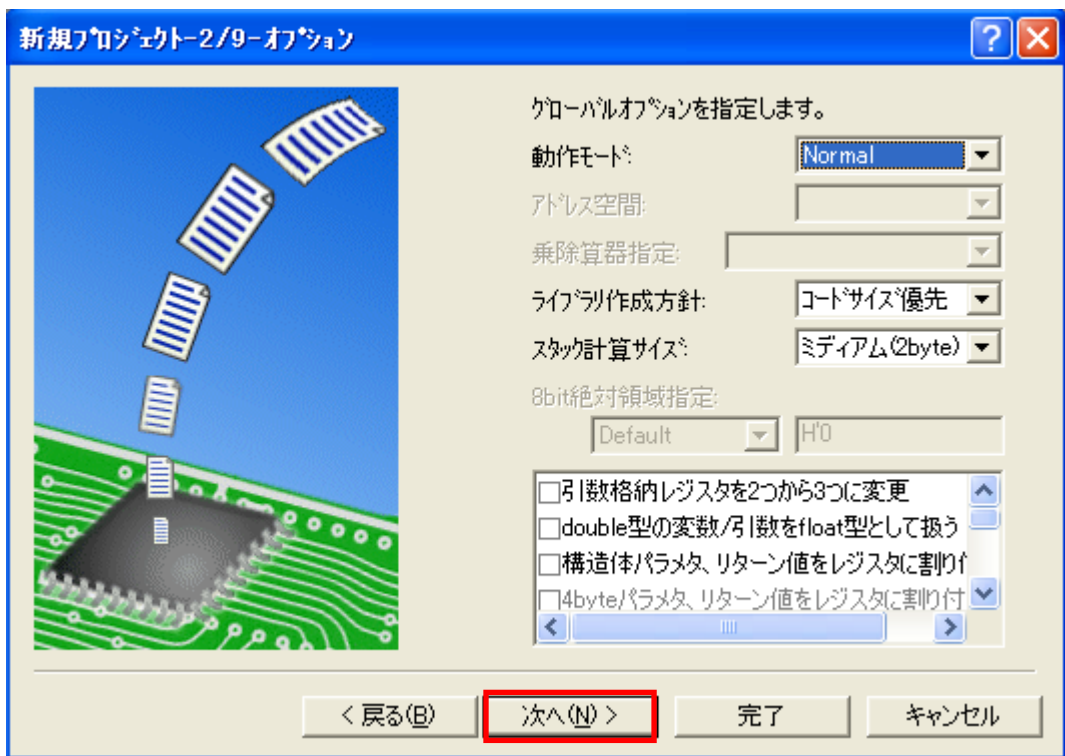 新規プロジェクト-2/9-オプション
グローバルオプションを指定します。
動作モード: Normal
アドレス空間:
乗除算器指定:
ライブラリ作成方針: コードサイズ優先
スタック計算サイズ: ミディアム(2byte)
8bit絶対領域指定:
Default H'0
引数格納レジスタを2つから3つに変更
double型の変数/引数をfloat型として扱う
構造体パラメタ、リターン値をレジスタに割り付
4byteパラメタ、リターン値をレジスタに割り付
< 戻る(B) 次へ(N) > 完了 キャンセル